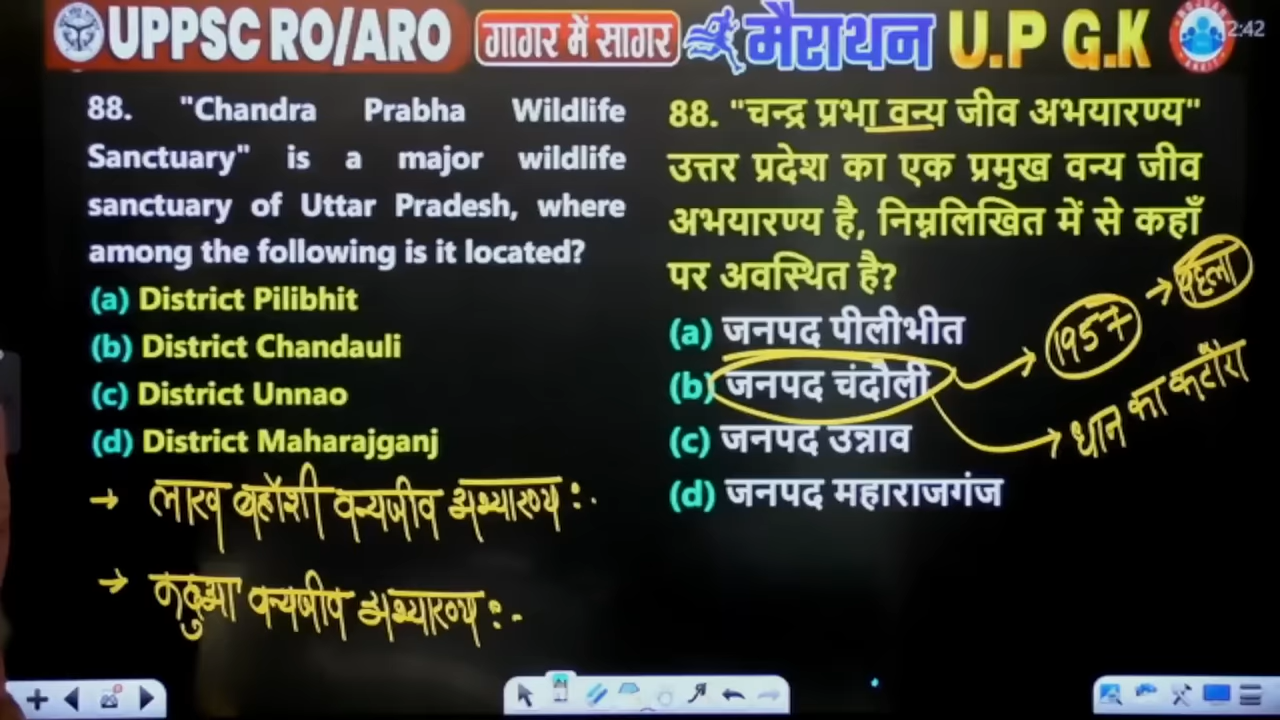 UPPSC RO/ARO गागर में सागर मैराथन U.P G.K
2:42
88. "Chandra Prabha Wildlife
Sanctuary" is a major wildlife
sanctuary of Uttar Pradesh, where
among the following is it located?
(a) District Pilibhit
(b) District Chandauli
(c) District Unnao
(d) District Maharajganj
→ लाख बहोशी वन्यजीव अभ्यारण्य :-
→ कछुआ वन्यजीव अभ्यारण्य :-
88. "चन्द्र प्रभा वन्य जीव अभयारण्य"
उत्तर प्रदेश का एक प्रमुख वन्य जीव
अभयारण्य है, निम्नलिखित में से कहाँ
पर अवस्थित है?
(a) जनपद पीलीभीत
(b) जनपद चंदौली
(c) जनपद उन्नाव
(d) जनपद महाराजगंज
→ 1957 → पहला
→ धान का कटोरा